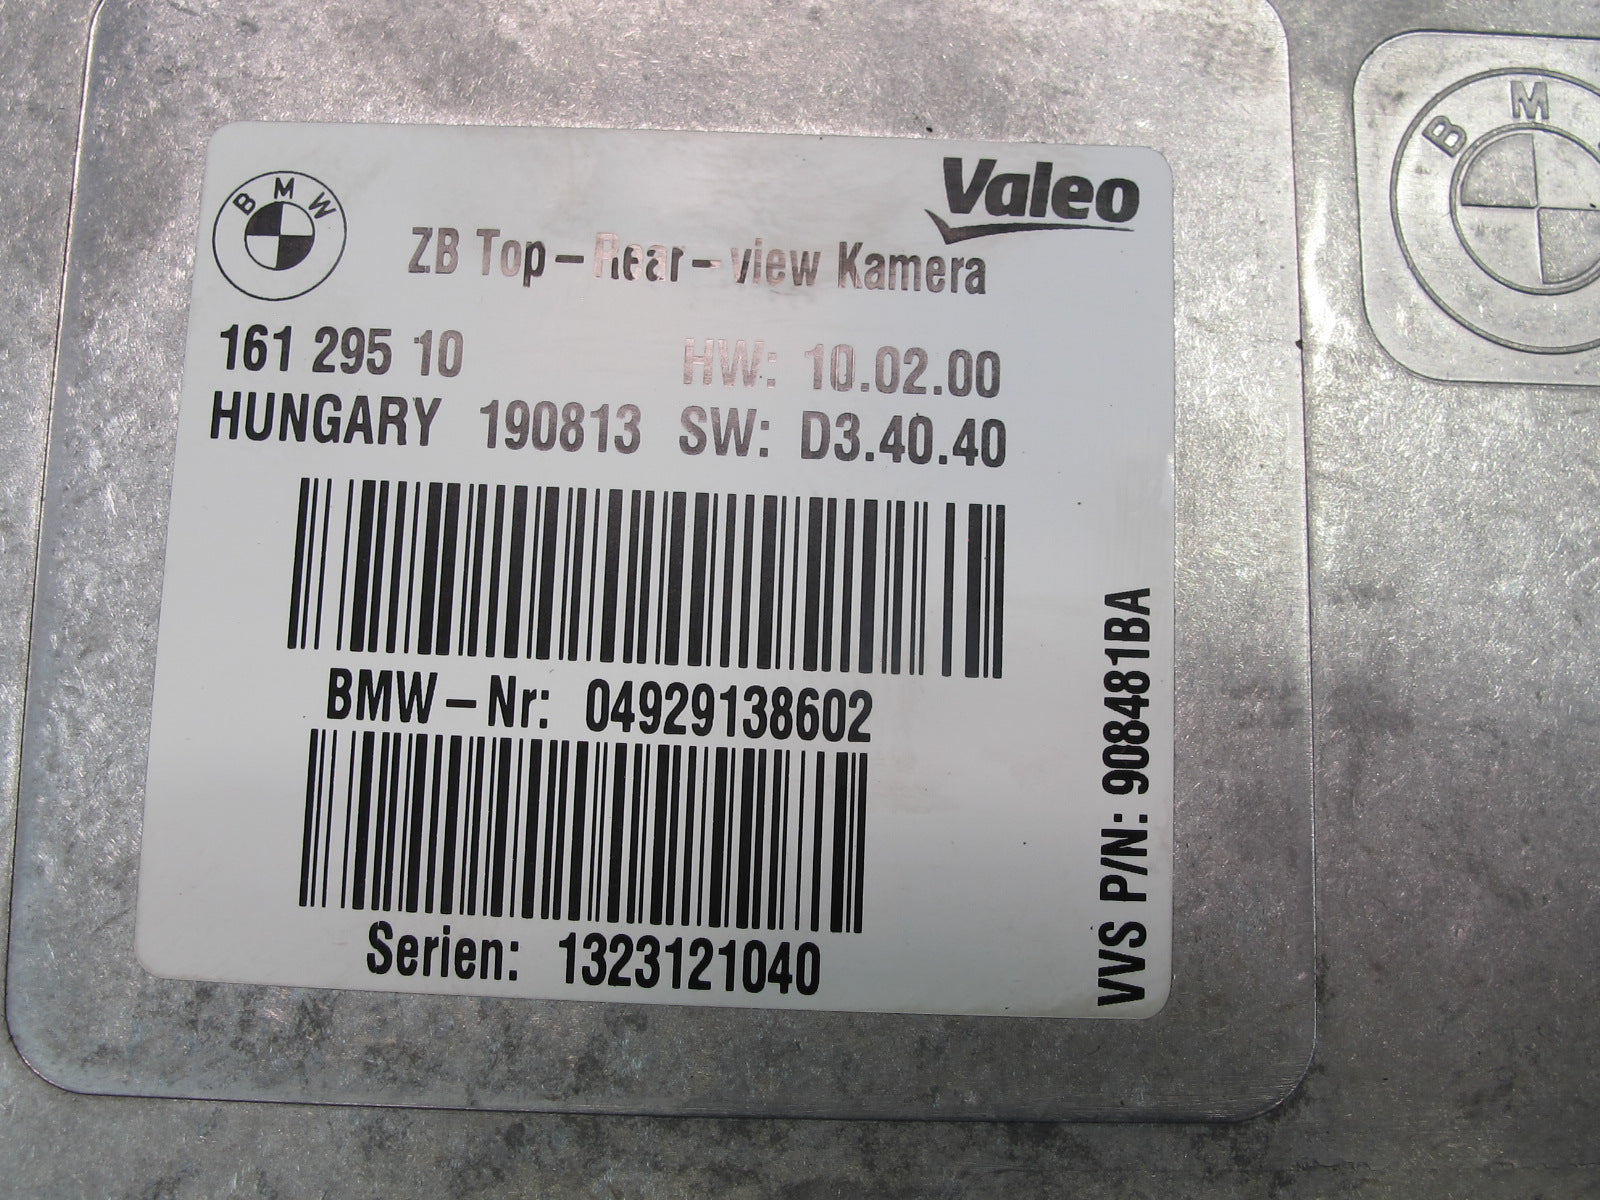 BMW
Valeo
ZB Top-Rear-view Kamera
161 295 10 HW: 10.02.00
HUNGARY 190813 SW: D3.40.40
BMW-Nr: 04929138602
Serien: 1323121040
VVS P/N: 908481BA
B M